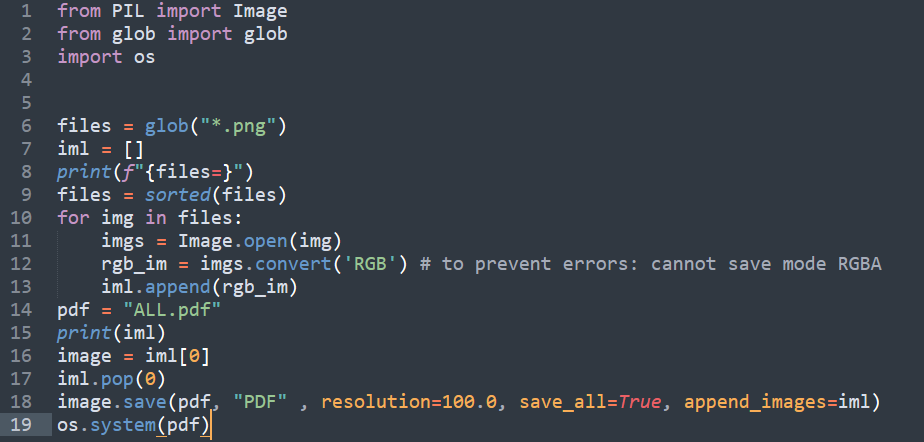 1 from PIL import Image
2 from glob import glob
3 import os
4
5
6 files = glob("*.png")
7 iml = []
8 print(f"{files=}")
9 files = sorted(files)
10 for img in files:
11     imgs = Image.open(img)
12     rgb_im = imgs.convert('RGB') # to prevent errors: cannot save mode RGBA
13     iml.append(rgb_im)
14 pdf = "ALL.pdf"
15 print(iml)
16 image = iml[0]
17 iml.pop(0)
18 image.save(pdf, "PDF" , resolution=100.0, save_all=True, append_images=iml)
19 os.system(pdf)